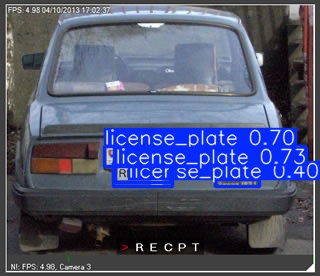 FPS: 4.98 04/10/2013 17:02:37
license_plate 0.70
license_plate 0.73
license_plate 0.40
> R E C P T
N!: FPS: 4.98, Camera 3